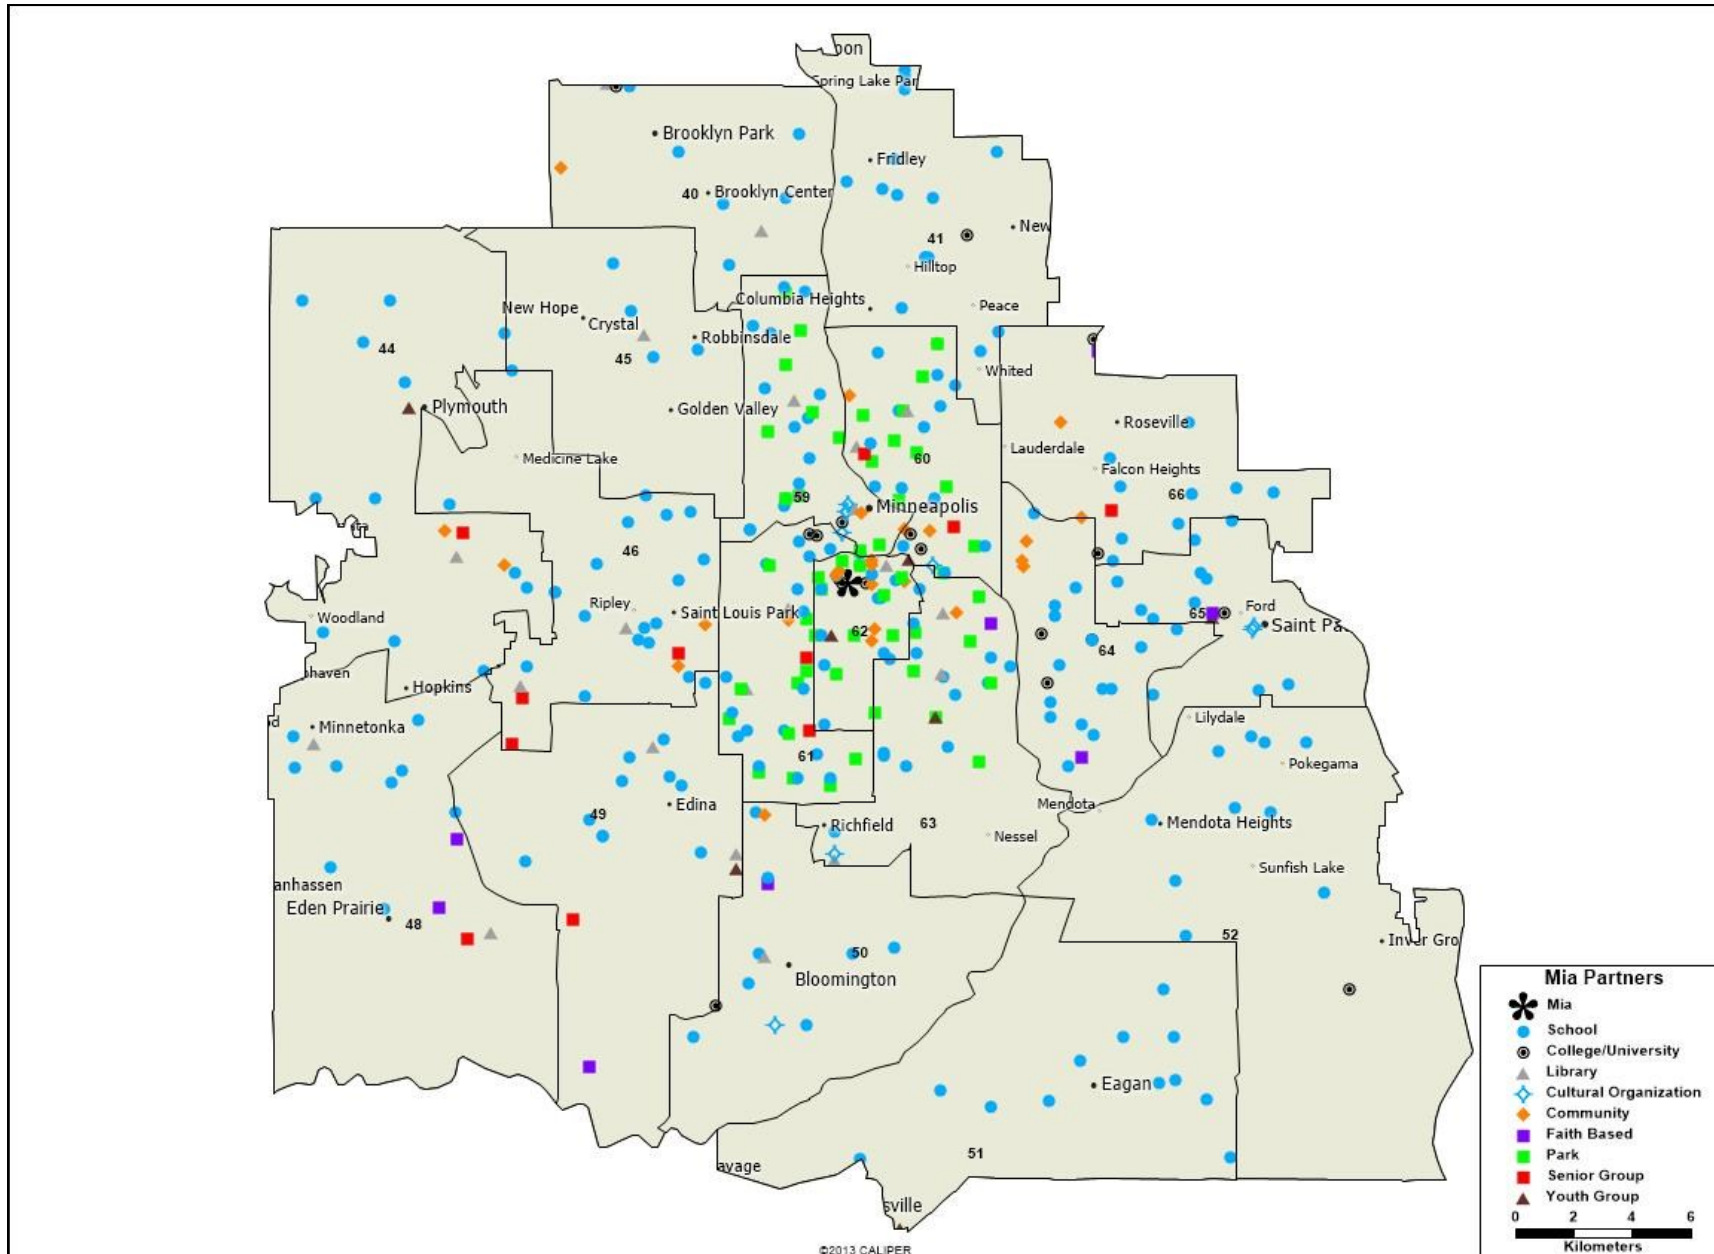 oon
Spring Lake Par
Brooklyn Park
Fridley
40
Brooklyn Center
41
New
Hilltop
Columbia Heights
Peace
New Hope
Crystal
Robbinsdale
44
45
Whited
Plymouth
Golden Valley
Roseville
Lauderdale
Medicine Lake
60
Falcon Heights
59
Minneapolis
66
46
Ripley
Saint Louis Park
Woodland
62
65
Ford
Saint Pa
64
haven
Hopkins
d
Minnetonka
Lilydale
61
Pokegama
Edina
Mendota
49
Richfield
63
Nessel
Mendota Heights
Sunfish Lake
anhassen
Eden Prairie
48
50
52
Inver Gro
Bloomington
Eagan
51
avage
sville
Mia Partners
Mia
School
College/University
Library
Cultural Organization
Community
Faith Based
Park
Senior Group
Youth Group
0 2 4 6
Kilometers
©2013 CALIPER